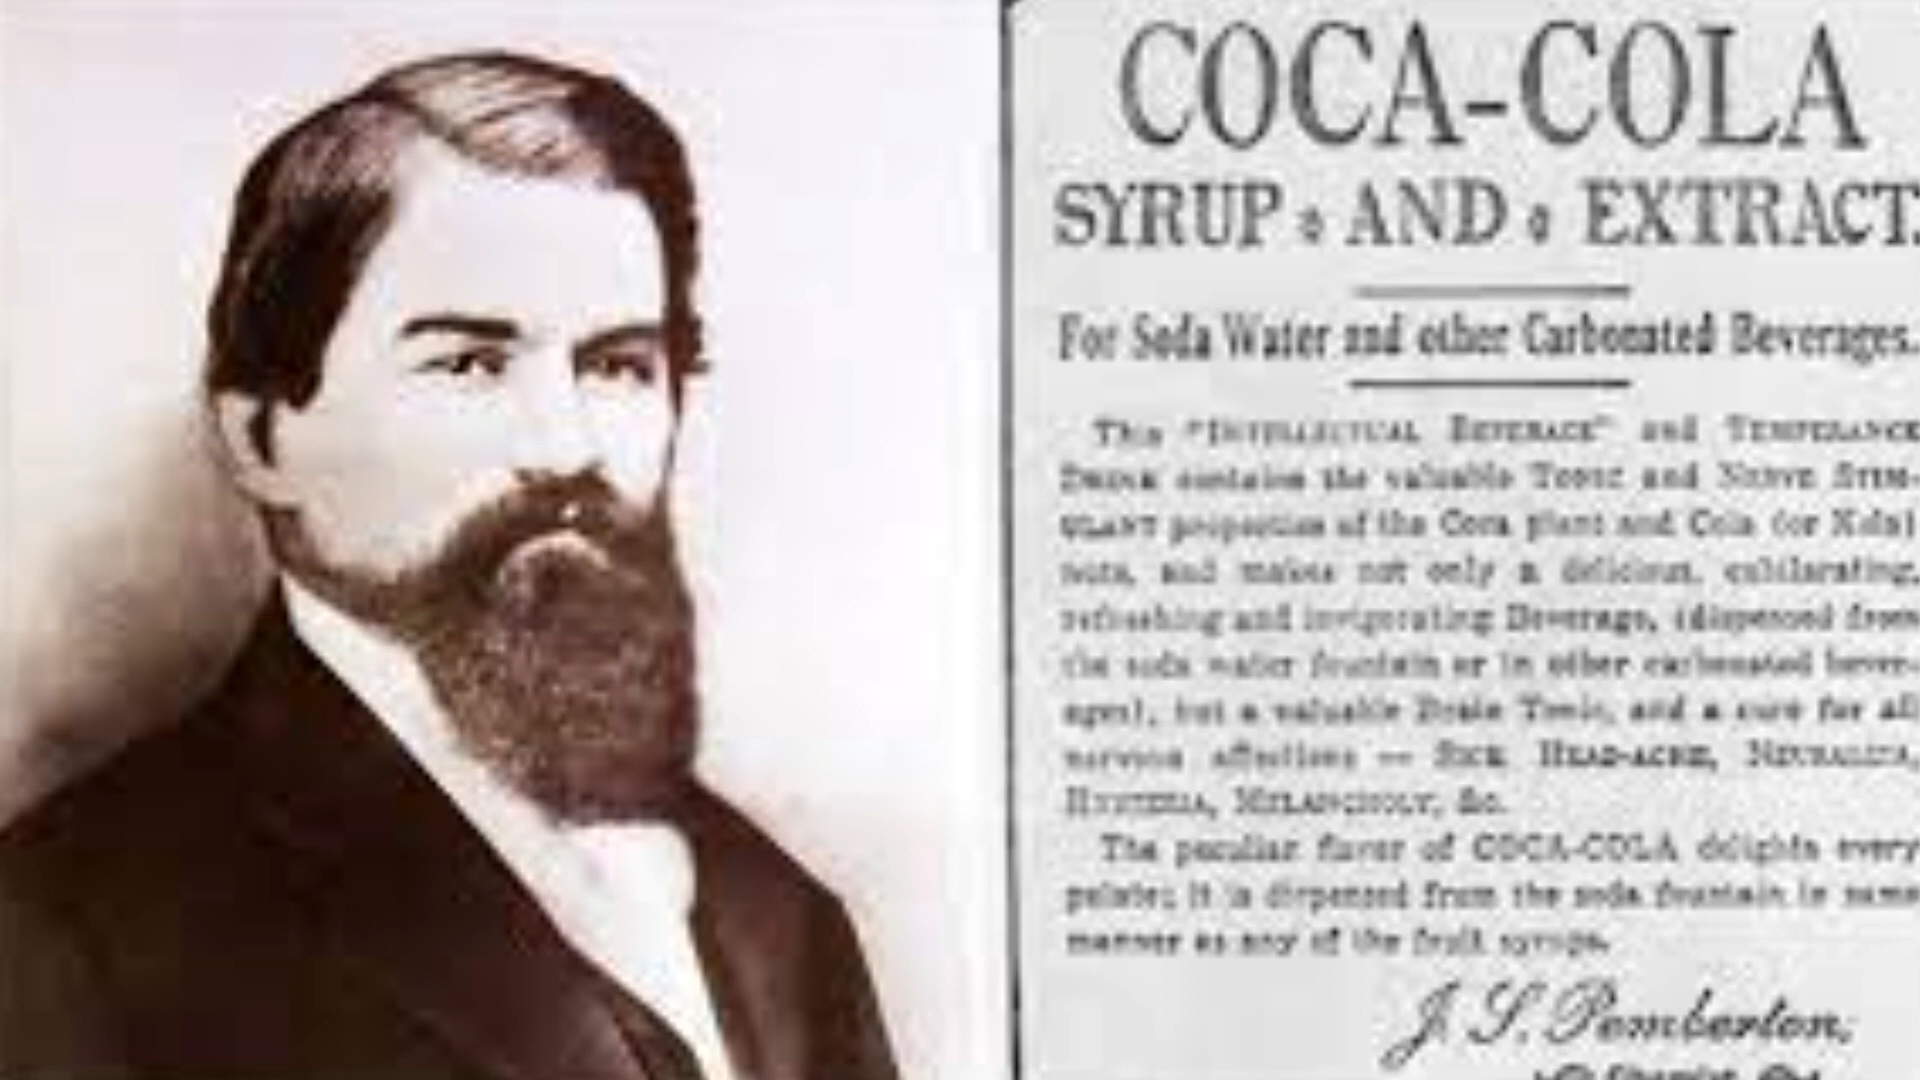 COCA-COLA
SYRUP * AND * EXTRACT.
For Soda Water and other Carbonated Beverages.
This "INTELLECTUAL BEVERAGE" and TEMPERANCE
DRINK contains the valuable TONIC and NERVE STIM-
ULANT properties of the Coca plant and Cola (or Kola)
nuts, and makes not only a delicious, exhilarating,
refreshing and invigorating Beverage, (dispensed from
the soda water fountain or in other carbonated bever-
ages), but a valuable Brain Tonic, and a cure for all
nervous affections — SICK HEAD-ACHE, NEURALGIA,
HYSTERIA, MELANCHOLY, &c.
The peculiar flavor of COCA-COLA delights every
palate; it is dispensed from the soda fountain in same
manner as any of the fruit syrups.
J. S. Pemberton,
Chemist,